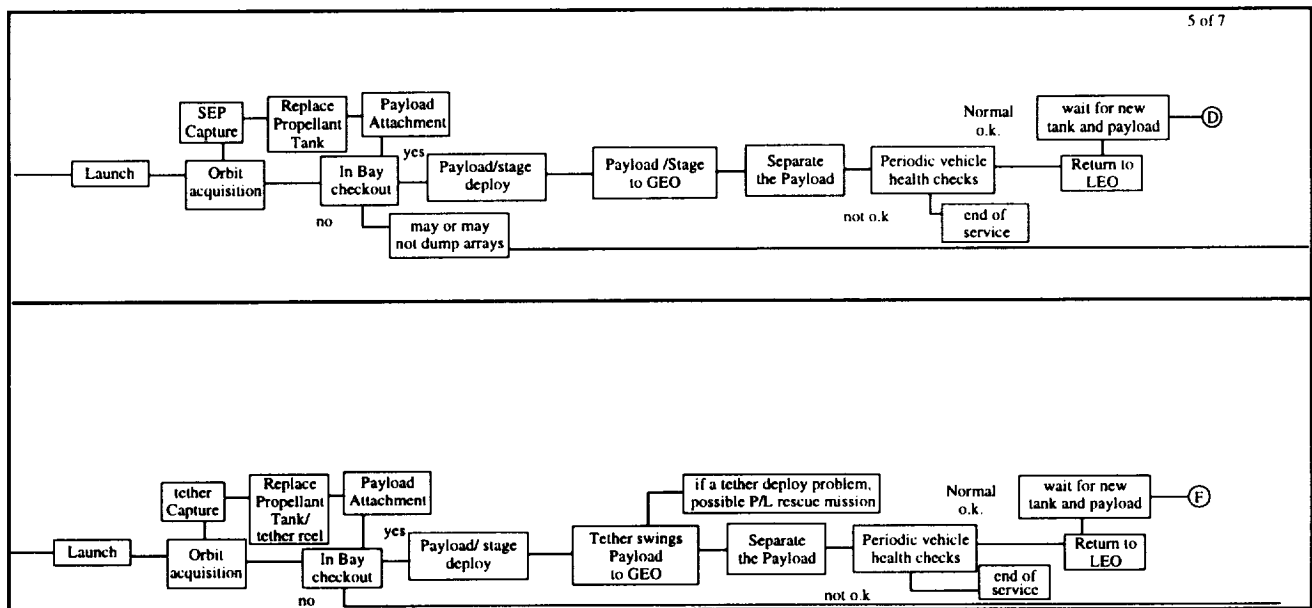 5 of 7
SEP
Capture
Replace
Propellant
Tank
Payload
Attachment
Normal
o.k.
wait for new
tank and payload
D
Launch
Orbit
acquisition
In Bay
checkout
yes
Payload/stage
deploy
Payload /Stage
to GEO
Separate
the Payload
Periodic vehicle
health checks
Return to
LEO
no
may or may
not dump arrays
not o.k
end of
service
tether
Capture
Replace
Propellant
Tank/
tether reel
Payload
Attachment
if a tether deploy problem,
possible P/L rescue mission
Normal
o.k.
wait for new
tank and payload
F
Launch
Orbit
acquisition
In Bay
checkout
yes
Payload/ stage
deploy
Tether swings
Payload
to GEO
Separate
the Payload
Periodic vehicle
health checks
Return to
LEO
no
not o.k
end of
service